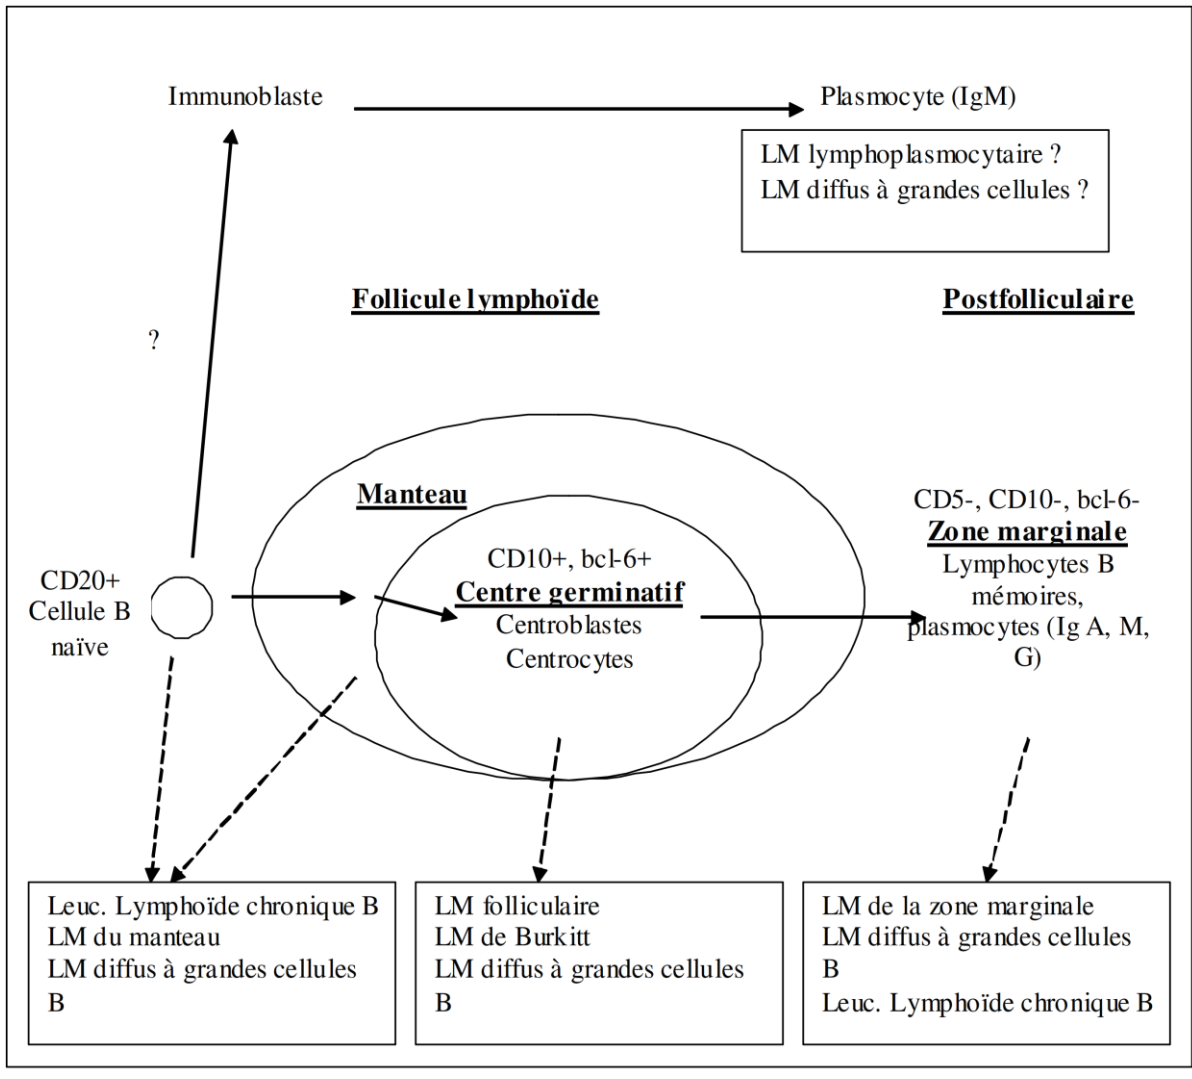 Immunoblaste
Plasmocyte (IgM)
LM lymphoplasmocytaire ?
LM diffus à grandes cellules ?
Follicule lymphoïde
Postfolliculaire
?
Manteau
CD10+, bcl-6+
Centre germinatif
Centroblastes
Centrocytes
CD5-, CD10-, bcl-6-
Zone marginale
Lymphocytes B
mémoires,
plasmocytes (Ig A, M,
G)
CD20+
Cellule B
naïve
Leuc. Lymphoïde chronique B
LM du manteau
LM diffus à grandes cellules
B
LM folliculaire
LM de Burkitt
LM diffus à grandes cellules
B
LM de la zone marginale
LM diffus à grandes cellules
B
Leuc. Lymphoïde chronique B